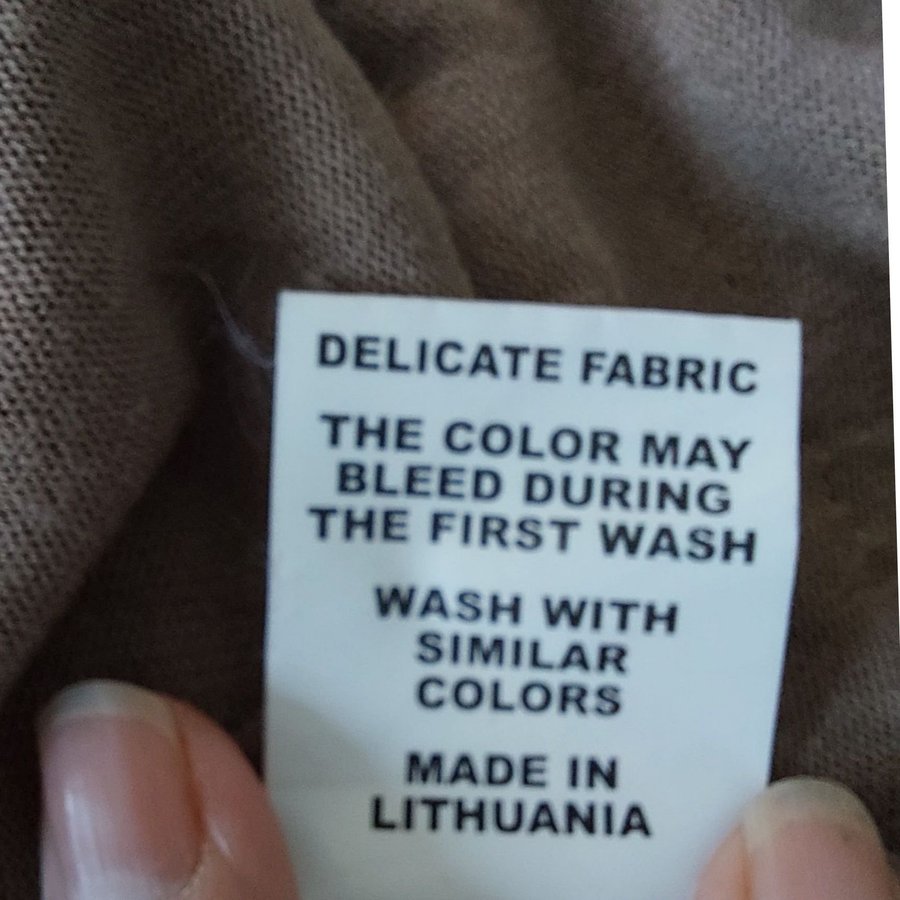 DELICATE FABRIC
THE COLOR MAY
BLEED DURING
THE FIRST WASH
WASH WITH
SIMILAR
COLORS
MADE IN
LITHUANIA